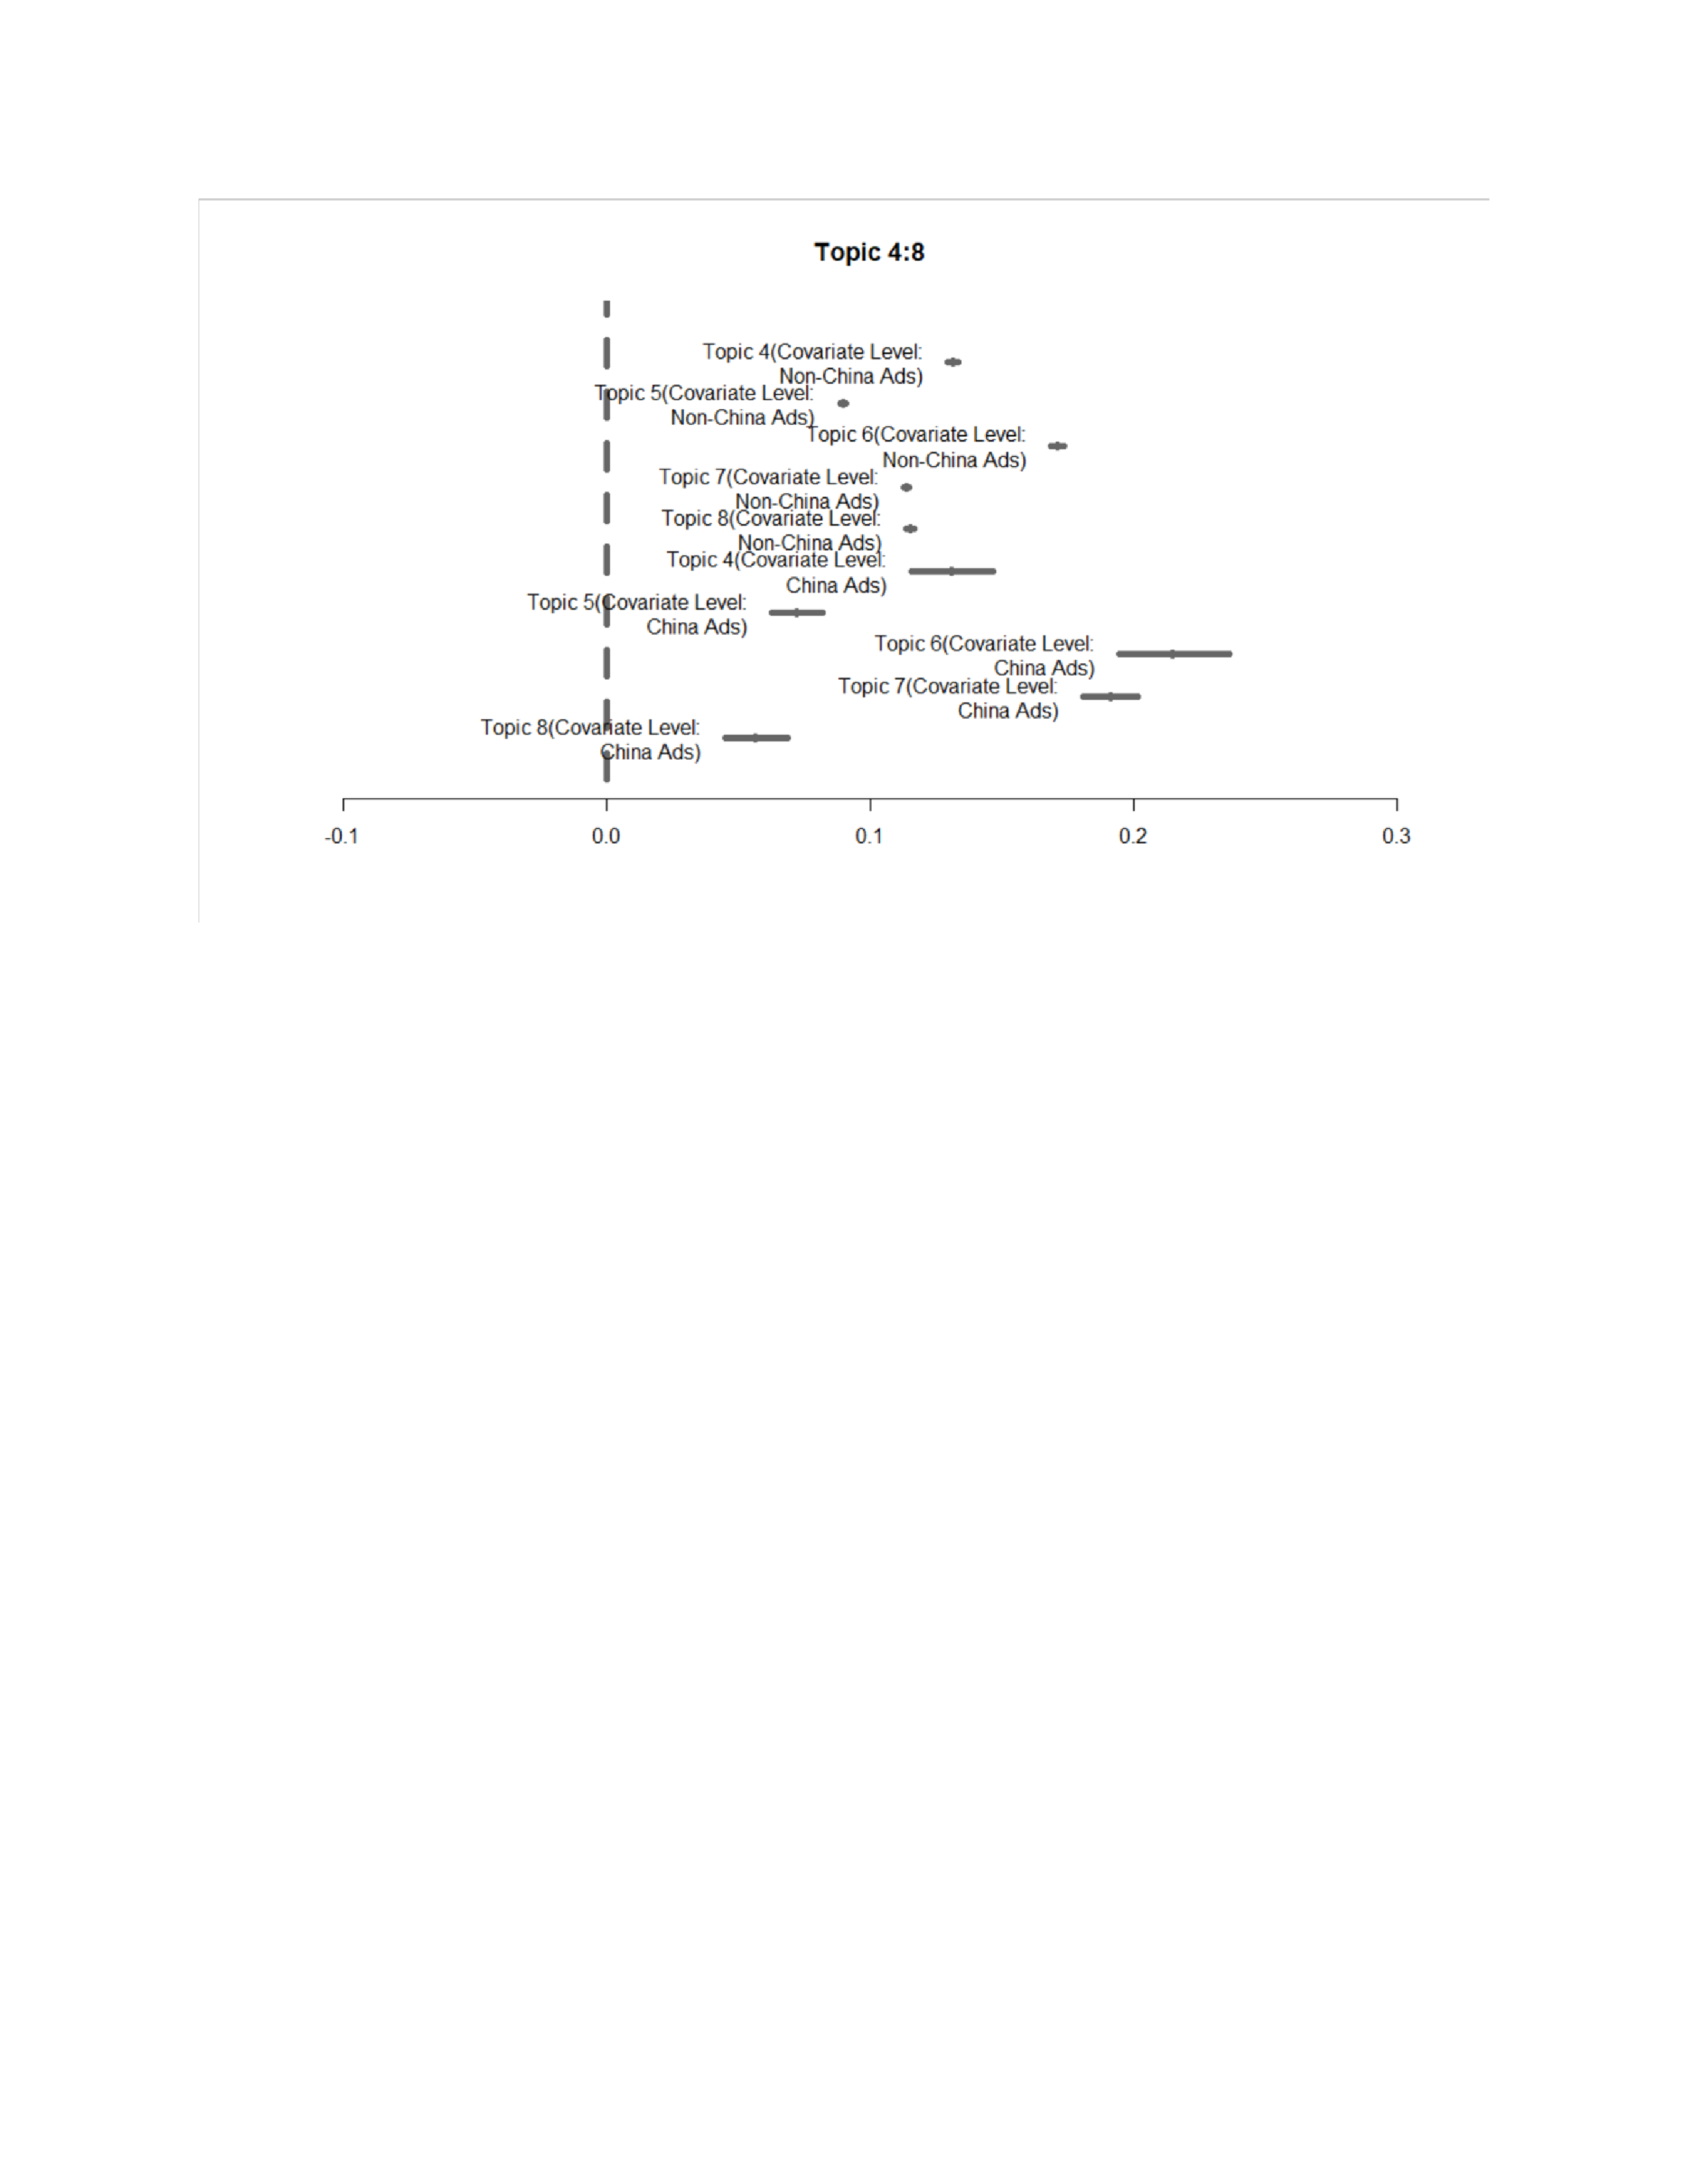 Topic 4:8
Topic 4(Covariate Level:
Non-China Ads)
Topic 5(Covariate Level:
Non-China Ads)
Topic 6(Covariate Level:
Non-China Ads)
Topic 7(Covariate Level:
Non-China Ads)
Topic 8(Covariate Level:
Non-China Ads)
Topic 4(Covariate Level:
China Ads)
Topic 5(Covariate Level:
China Ads)
Topic 6(Covariate Level:
China Ads)
Topic 7(Covariate Level:
China Ads)
Topic 8(Covariate Level:
China Ads)
-0.1 0.0 0.1 0.2 0.3